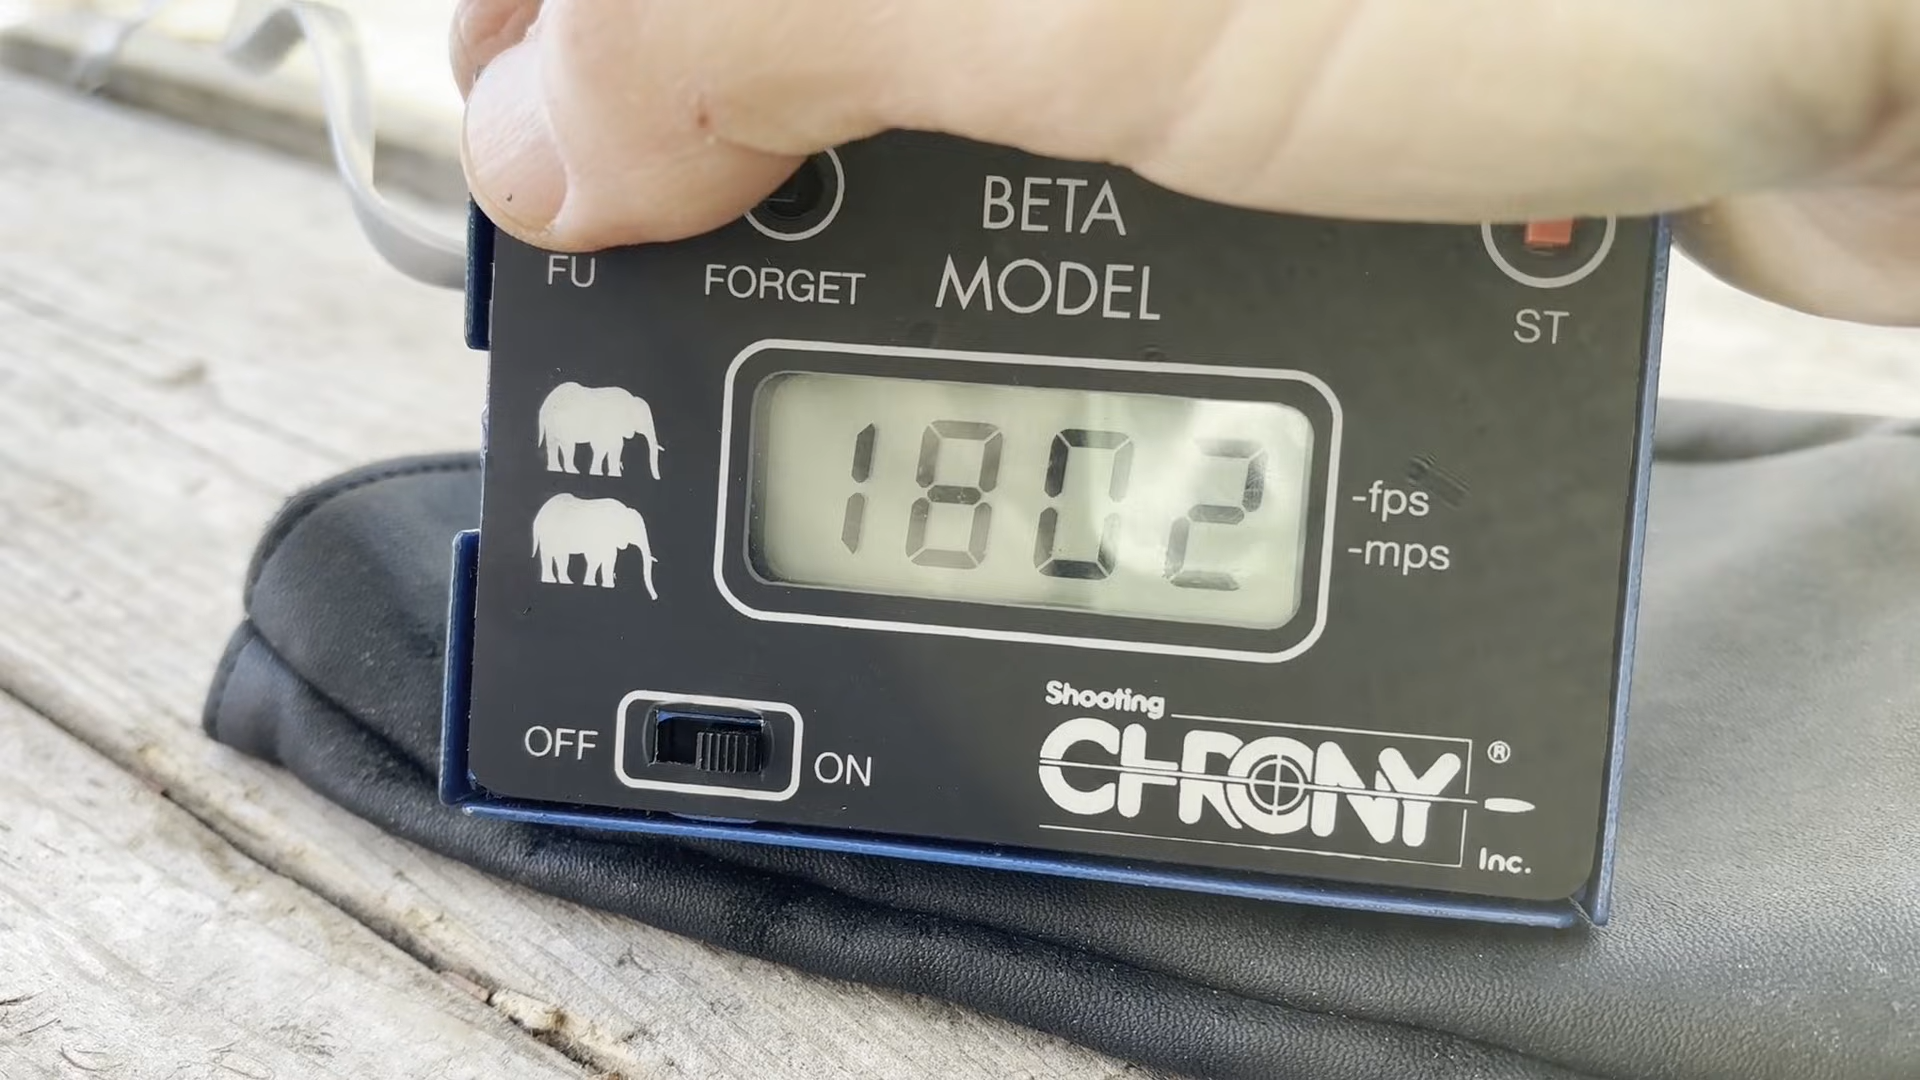 BETA
MODEL
FU
FORGET
ST
1802
-fps
-mps
OFF
ON
Shooting
CHRONY
®
Inc.